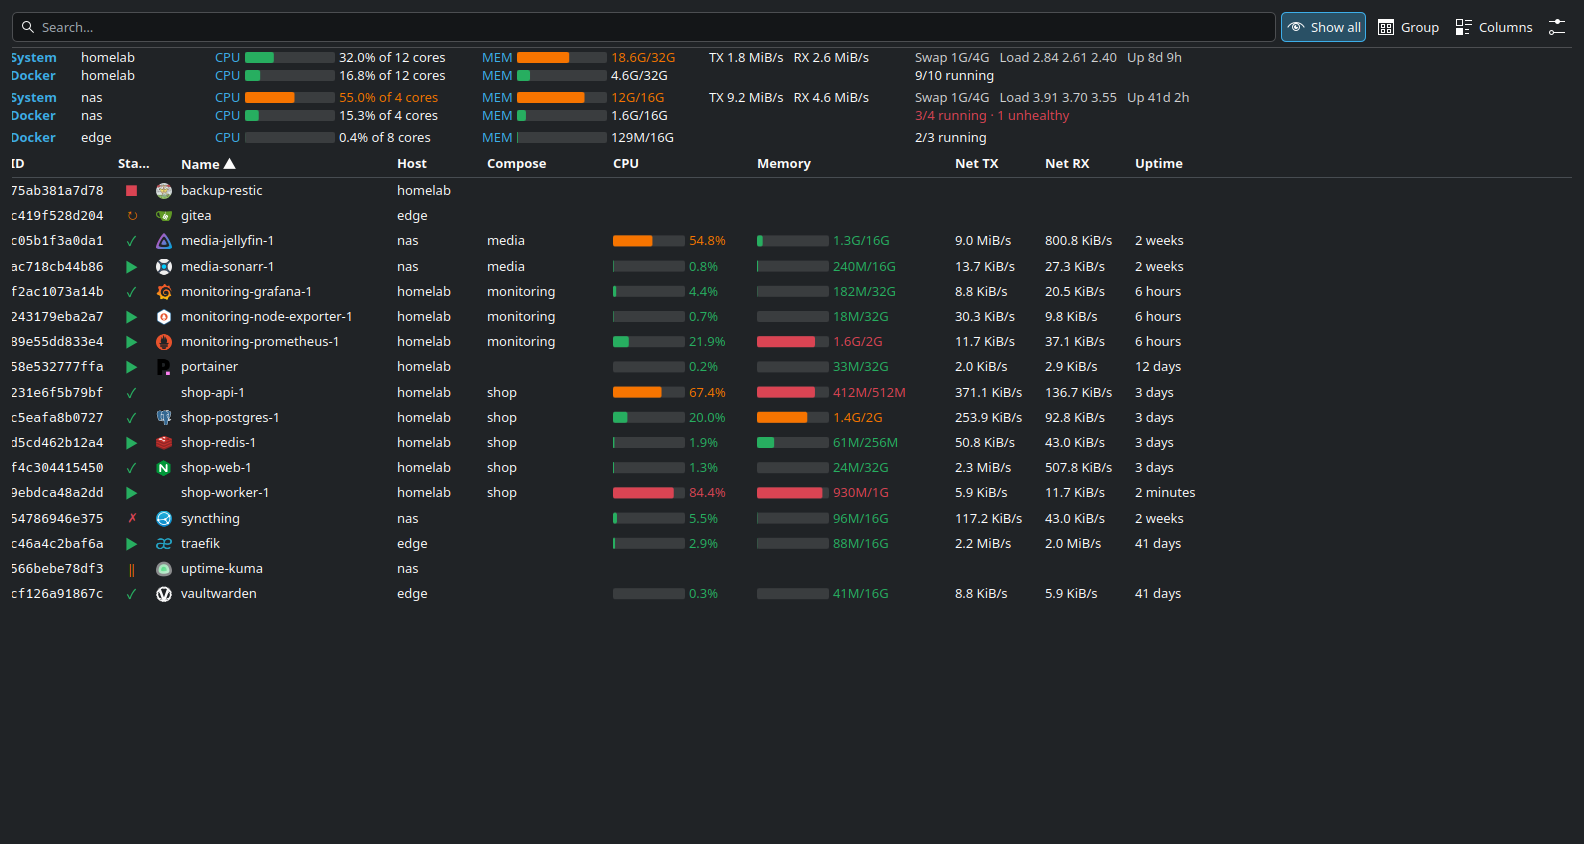 Search...
Show all Group Columns
System homelab CPU 32.0% of 12 cores MEM 18.6G/32G TX 1.8 MiB/s RX 2.6 MiB/s Swap 1G/4G Load 2.84 2.61 2.40 Up 8d 9h
Docker homelab CPU 16.8% of 12 cores MEM 4.6G/32G 9/10 running
System nas CPU 55.0% of 4 cores MEM 12G/16G TX 9.2 MiB/s RX 4.6 MiB/s Swap 1G/4G Load 3.91 3.70 3.55 Up 41d 2h
Docker nas CPU 15.3% of 4 cores MEM 1.6G/16G 3/4 running · 1 unhealthy
Docker edge CPU 0.4% of 8 cores MEM 129M/16G 2/3 running
ID Sta... Name Host Compose CPU Memory Net TX Net RX Uptime
75ab381a7d78 backup-restic homelab
c419f528d204 gitea edge
c05b1f3a0da1 media-jellyfin-1 nas media 54.8% 1.3G/16G 9.0 MiB/s 800.8 KiB/s 2 weeks
ac718cb44b86 media-sonarr-1 nas media 0.8% 240M/16G 13.7 KiB/s 27.3 KiB/s 2 weeks
f2ac1073a14b monitoring-grafana-1 homelab monitoring 4.4% 182M/32G 8.8 KiB/s 20.5 KiB/s 6 hours
243179eba2a7 monitoring-node-exporter-1 homelab monitoring 0.7% 18M/32G 30.3 KiB/s 9.8 KiB/s 6 hours
89e55dd833e4 monitoring-prometheus-1 homelab monitoring 21.9% 1.6G/2G 11.7 KiB/s 37.1 KiB/s 6 hours
58e532777ffa portainer homelab 0.2% 33M/32G 2.0 KiB/s 2.9 KiB/s 12 days
231e6f5b79bf shop-api-1 homelab shop 67.4% 412M/512M 371.1 KiB/s 136.7 KiB/s 3 days
c5eafa8b0727 shop-postgres-1 homelab shop 20.0% 1.4G/2G 253.9 KiB/s 92.8 KiB/s 3 days
d5cd462b12a4 shop-redis-1 homelab shop 1.9% 61M/256M 50.8 KiB/s 43.0 KiB/s 3 days
f4c304415450 shop-web-1 homelab shop 1.3% 24M/32G 2.3 MiB/s 507.8 KiB/s 3 days
9ebdca48a2dd shop-worker-1 homelab shop 84.4% 930M/1G 5.9 KiB/s 11.7 KiB/s 2 minutes
54786946e375 syncthing nas 5.5% 96M/16G 117.2 KiB/s 43.0 KiB/s 2 weeks
c46a4c2baf6a traefik edge 2.9% 88M/16G 2.2 MiB/s 2.0 MiB/s 41 days
566bebe78df3 uptime-kuma nas
cf126a91867c vaultwarden edge 0.3% 41M/16G 8.8 KiB/s 5.9 KiB/s 41 days